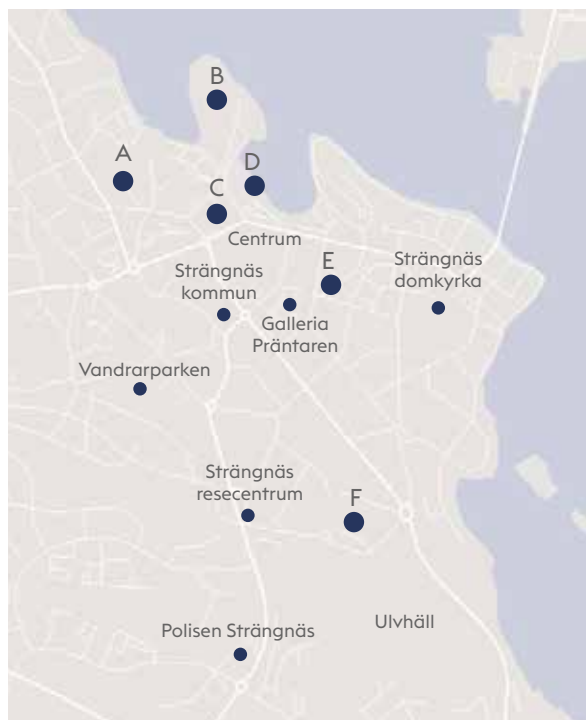 B
A
D
C
Centrum
Strängnäs
kommun
E
Strängnäs
domkyrka
Galleria
Präntaren
Vandrarparken
Strängnäs
resecentrum
F
Ulvhäll
Polisen Strängnäs